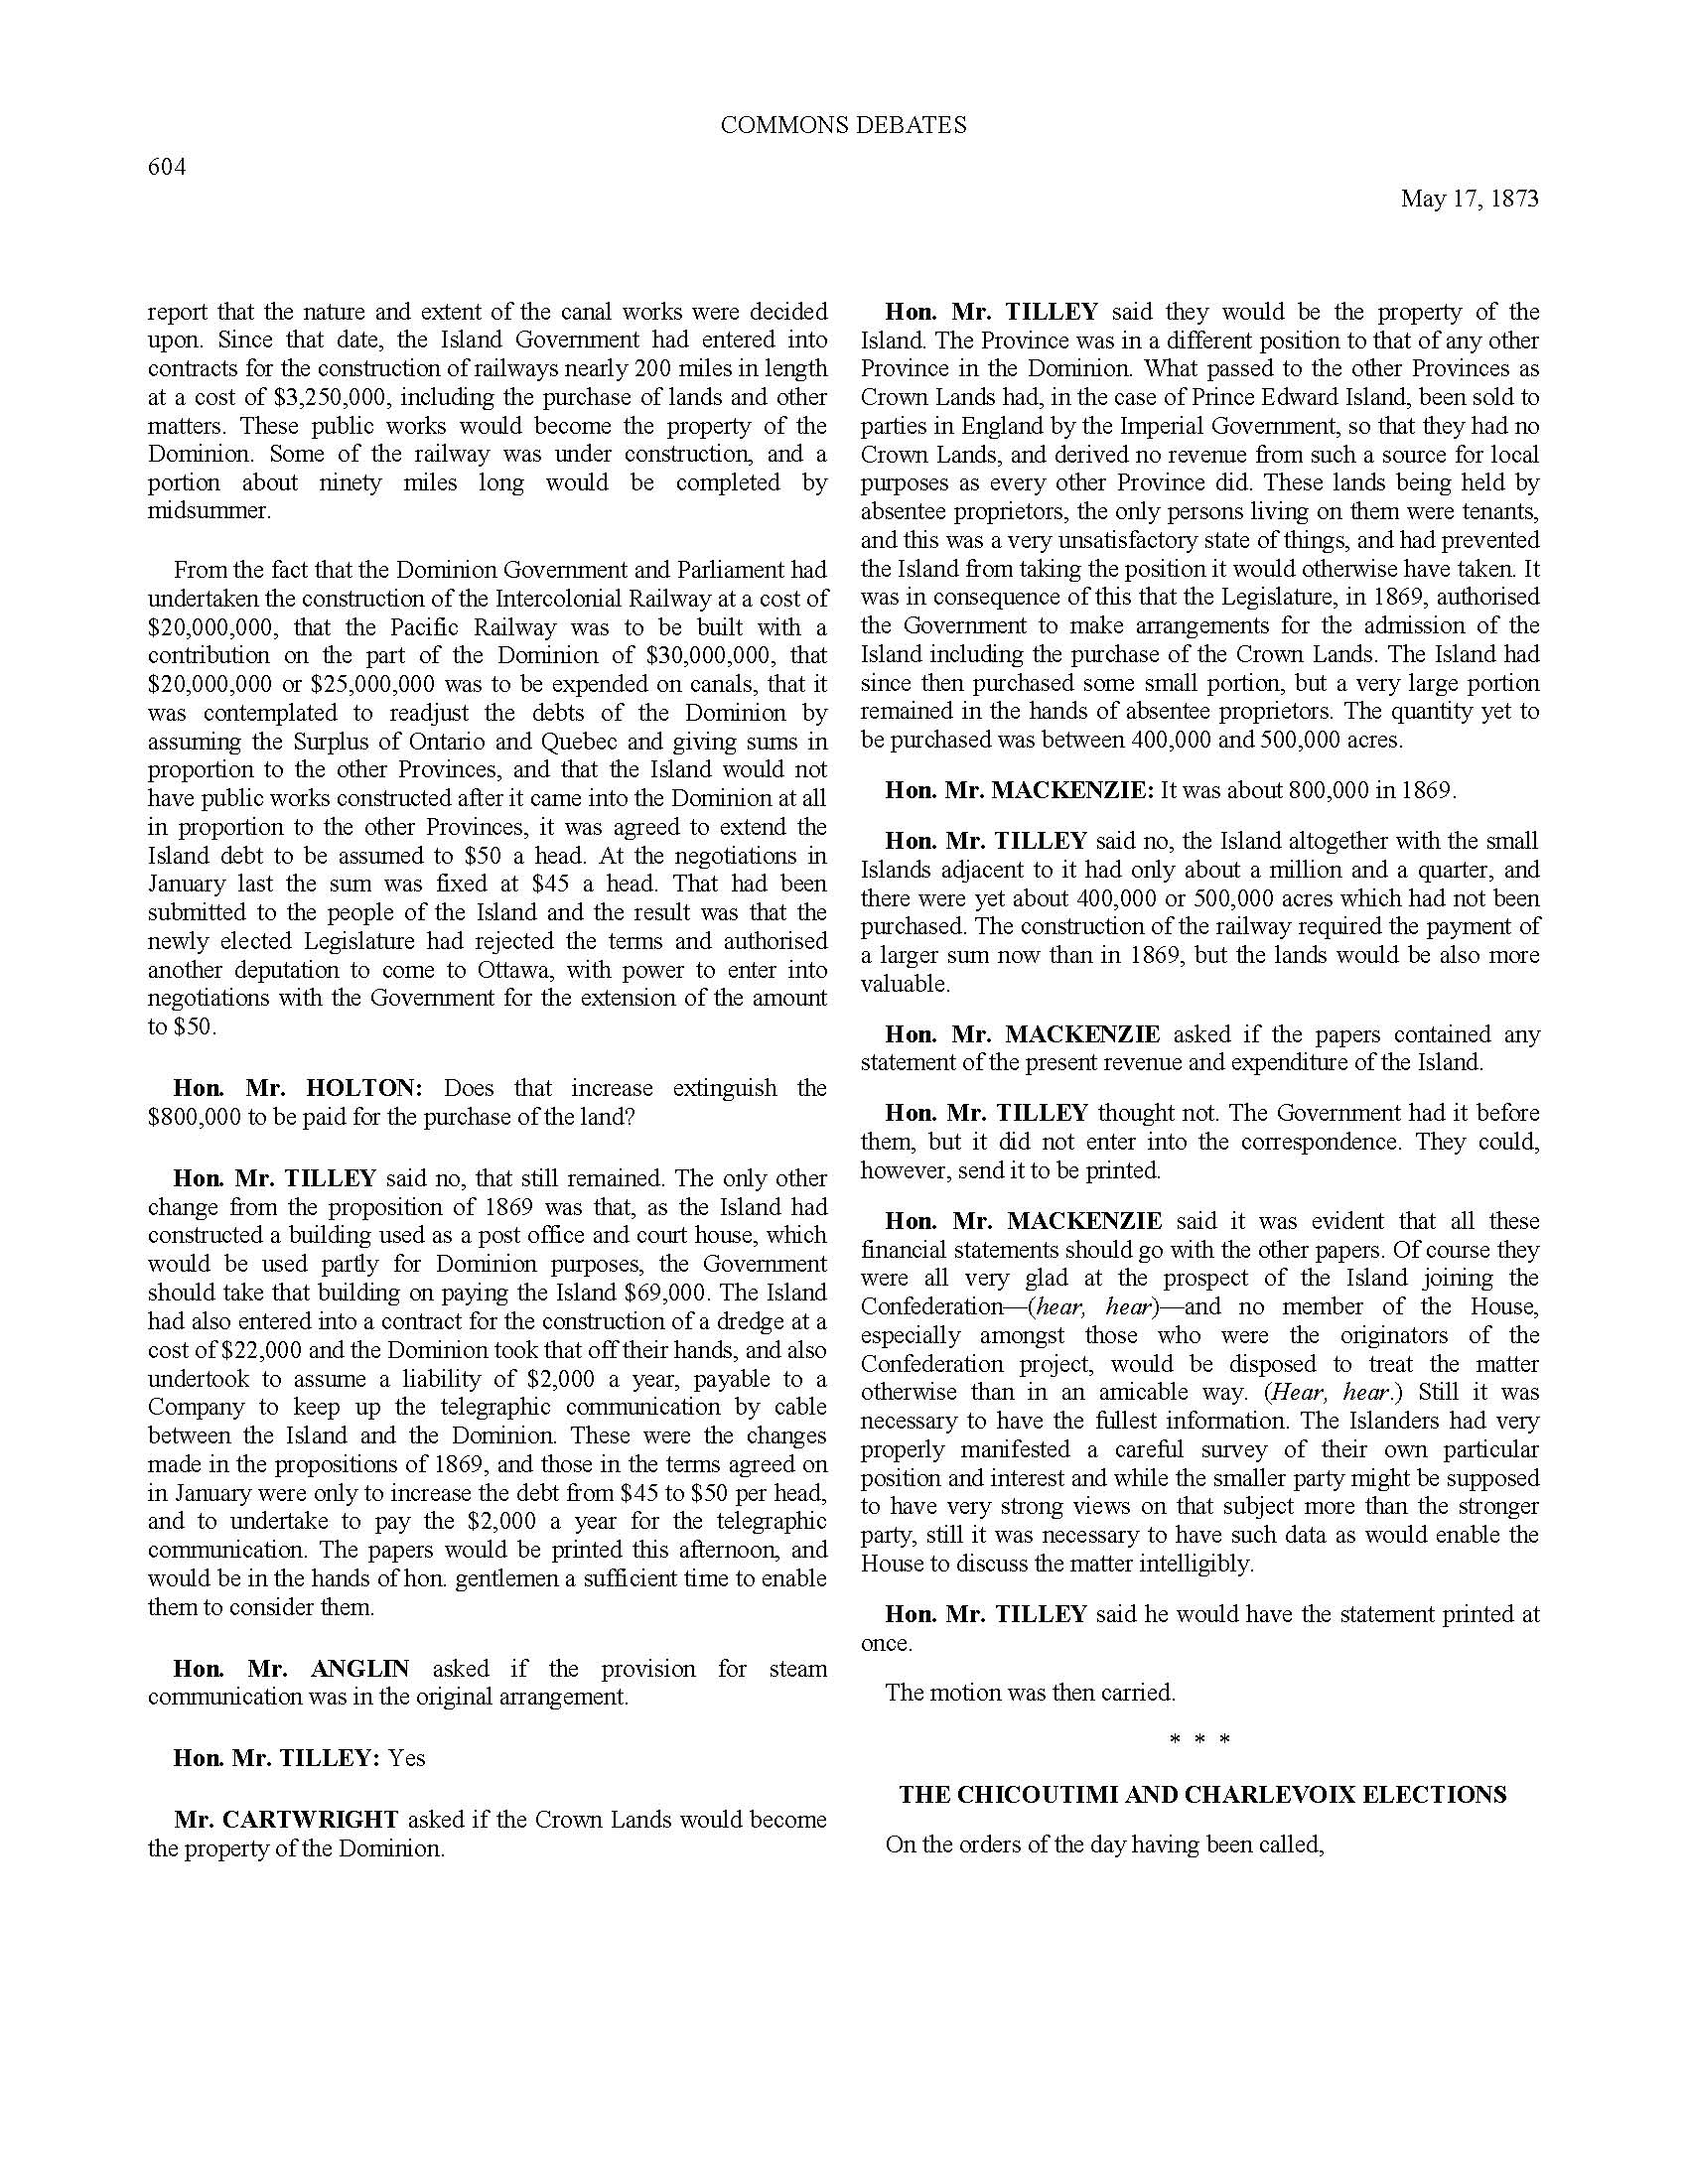 COMMONS DEBATES
604
May 17, 1873
report that the nature and extent of the canal works were decided
upon. Since that date, the Island Government had entered into
contracts for the construction of railways nearly 200 miles in length
at a cost of $3,250,000, including the purchase of lands and other
matters. These public works would become the property of the
Dominion. Some of the railway was under construction, and a
portion about ninety miles long would be completed by
midsummer.
From the fact that the Dominion Government and Parliament had
undertaken the construction of the Intercolonial Railway at a cost of
$20,000,000, that the Pacific Railway was to be built with a
contribution on the part of the Dominion of $30,000,000, that
$20,000,000 or $25,000,000 was to be expended on canals, that it
was contemplated to readjust the debts of the Dominion by
assuming the Surplus of Ontario and Quebec and giving sums in
proportion to the other Provinces, and that the Island would not
have public works constructed after it came into the Dominion at all
in proportion to the other Provinces, it was agreed to extend the
Island debt to be assumed to $50 a head. At the negotiations in
January last the sum was fixed at $45 a head. That had been
submitted to the people of the Island and the result was that the
newly elected Legislature had rejected the terms and authorised
another deputation to come to Ottawa, with power to enter into
negotiations with the Government for the extension of the amount
to $50.
Hon. Mr. HOLTON: Does that increase extinguish the
$800,000 to be paid for the purchase of the land?
Hon. Mr. TILLEY said no, that still remained. The only other
change from the proposition of 1869 was that, as the Island had
constructed a building used as a post office and court house, which
would be used partly for Dominion purposes, the Government
should take that building on paying the Island $69,000. The Island
had also entered into a contract for the construction of a dredge at a
cost of $22,000 and the Dominion took that off their hands, and also
undertook to assume a liability of $2,000 a year, payable to a
Company to keep up the telegraphic communication by cable
between the Island and the Dominion. These were the changes
made in the propositions of 1869, and those in the terms agreed on
in January were only to increase the debt from $45 to $50 per head,
and to undertake to pay the $2,000 a year for the telegraphic
communication. The papers would be printed this afternoon, and
would be in the hands of hon. gentlemen a sufficient time to enable
them to consider them.
Hon. Mr. ANGLIN asked if the provision for steam
communication was in the original arrangement.
Hon. Mr. TILLEY: Yes
Mr. CARTWRIGHT asked if the Crown Lands would become
the property of the Dominion.
Hon. Mr. TILLEY said they would be the property of the
Island. The Province was in a different position to that of any other
Province in the Dominion. What passed to the other Provinces as
Crown Lands had, in the case of Prince Edward Island, been sold to
parties in England by the Imperial Government, so that they had no
Crown Lands, and derived no revenue from such a source for local
purposes as every other Province did. These lands being held by
absentee proprietors, the only persons living on them were tenants,
and this was a very unsatisfactory state of things, and had prevented
the Island from taking the position it would otherwise have taken. It
was in consequence of this that the Legislature, in 1869, authorised
the Government to make arrangements for the admission of the
Island including the purchase of the Crown Lands. The Island had
since then purchased some small portion, but a very large portion
remained in the hands of absentee proprietors. The quantity yet to
be purchased was between 400,000 and 500,000 acres.
Hon. Mr. MACKENZIE: It was about 800,000 in 1869.
Hon. Mr. TILLEY said no, the Island altogether with the small
Islands adjacent to it had only about a million and a quarter, and
there were yet about 400,000 or 500,000 acres which had not been
purchased. The construction of the railway required the payment of
a larger sum now than in 1869, but the lands would be also more
valuable.
Hon. Mr. MACKENZIE asked if the papers contained any
statement of the present revenue and expenditure of the Island.
Hon. Mr. TILLEY thought not. The Government had it before
them, but it did not enter into the correspondence. They could,
however, send it to be printed.
Hon. Mr. MACKENZIE said it was evident that all these
financial statements should go with the other papers. Of course they
were all very glad at the prospect of the Island joining the
Confederation—(hear, hear)—and no member of the House,
especially amongst those who were the originators of the
Confederation project, would be disposed to treat the matter
otherwise than in an amicable way. (Hear, hear.) Still it was
necessary to have the fullest information. The Islanders had very
properly manifested a careful survey of their own particular
position and interest and while the smaller party might be supposed
to have very strong views on that subject more than the stronger
party, still it was necessary to have such data as would enable the
House to discuss the matter intelligibly.
Hon. Mr. TILLEY said he would have the statement printed at
once.
The motion was then carried.
* * *
THE CHICOUTIMI AND CHARLEVOIX ELECTIONS
On the orders of the day having been called,